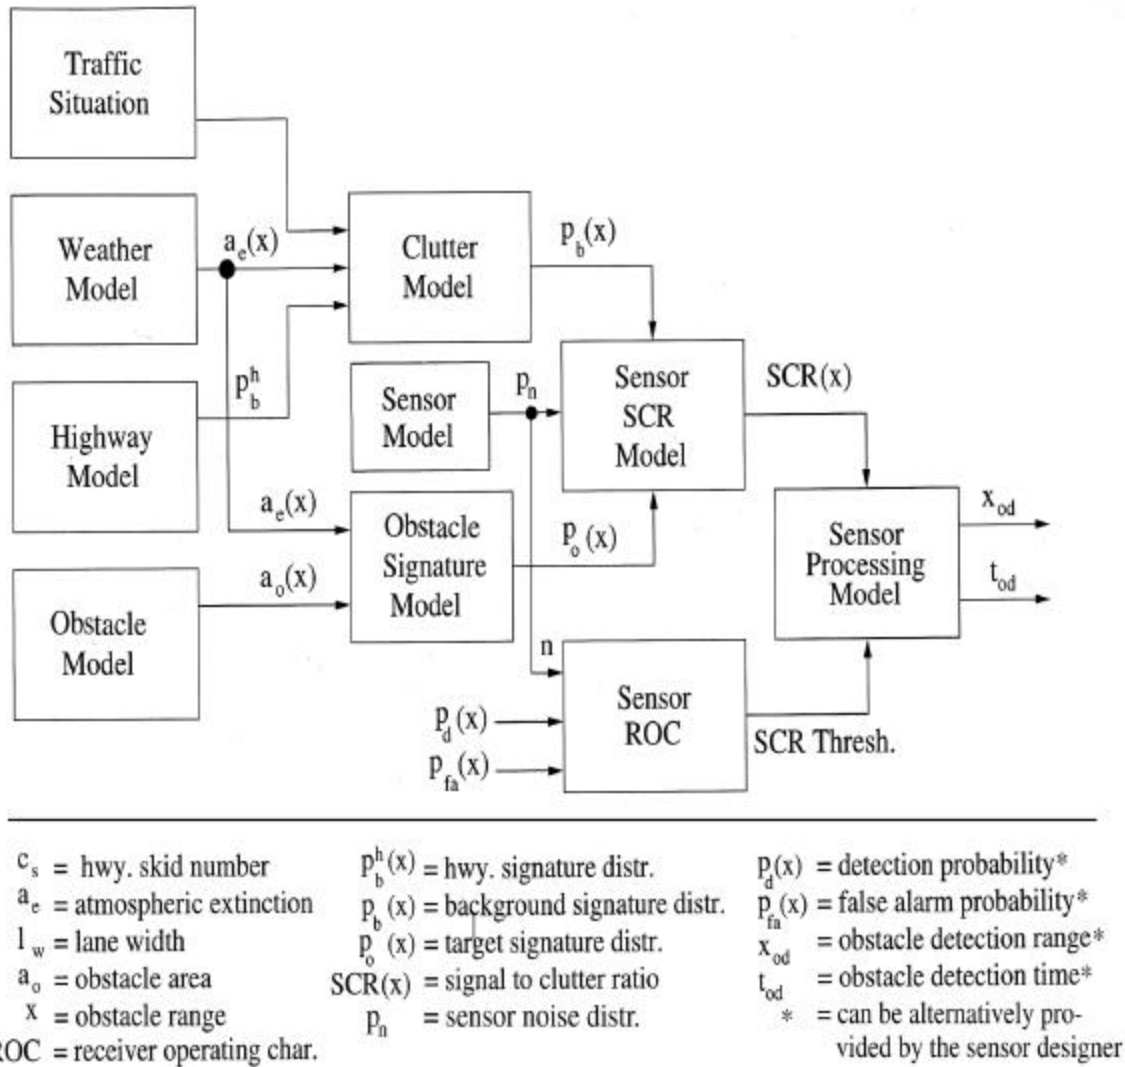 Traffic
Situation
Weather
Model
a_e(x)
Clutter
Model
p_b(x)
Highway
Model
p_b^h
Sensor
Model
p_n
Sensor
SCR
Model
SCR(x)
a_e(x)
Obstacle
Signature
Model
p_o(x)
Obstacle
Model
a_o(x)
Sensor
Processing
Model
x_od
t_od
n
p_d(x)
p_fa(x)
Sensor
ROC
SCR Thresh.
c_s = hwy. skid number
a_e = atmospheric extinction
l_w = lane width
a_o = obstacle area
x = obstacle range
ROC = receiver operating char.
p_b^h(x) = hwy. signature distr.
p_b(x) = background signature distr.
p_o(x) = target signature distr.
SCR(x) = signal to clutter ratio
p_n = sensor noise distr.
p_d(x) = detection probability*
p_fa(x) = false alarm probability*
x_od = obstacle detection range*
t_od = obstacle detection time*
* = can be alternatively pro-
vided by the sensor designer